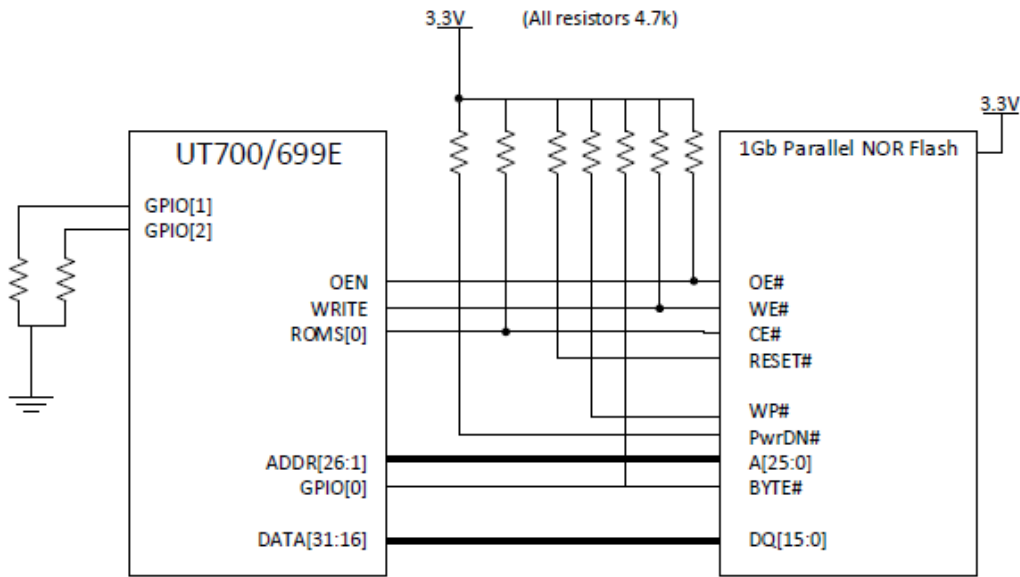 3.3V (All resistors 4.7k)
3.3V
UT700/699E
1Gb Parallel NOR Flash
GPIO[1]
GPIO[2]
OEN
WRITE
ROMS[0]
ADDR[26:1]
GPIO[0]
DATA[31:16]
OE#
WE#
CE#
RESET#
WP#
PwrDN#
A[25:0]
BYTE#
DQ[15:0]